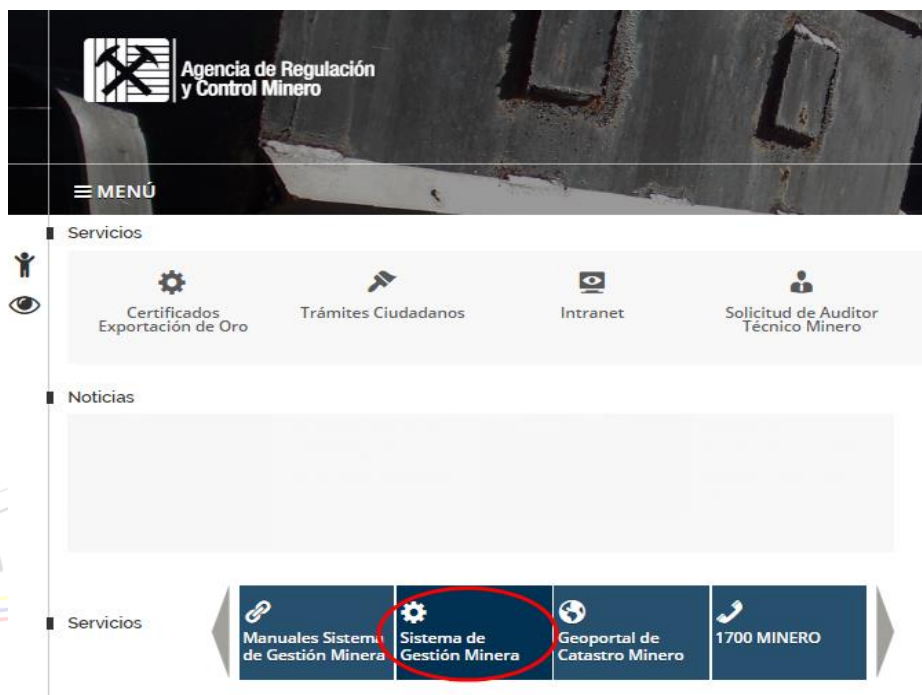 Agencia de Regulación
y Control Minero
MENÚ
Servicios
Certificados
Exportación de Oro
Trámites Ciudadanos
Intranet
Solicitud de Auditor
Técnico Minero
Noticias
Servicios
Manuales Sistema
de Gestión Minera
Sistema de
Gestión Minera
Geoportal de
Catastro Minero
1700 MINERO